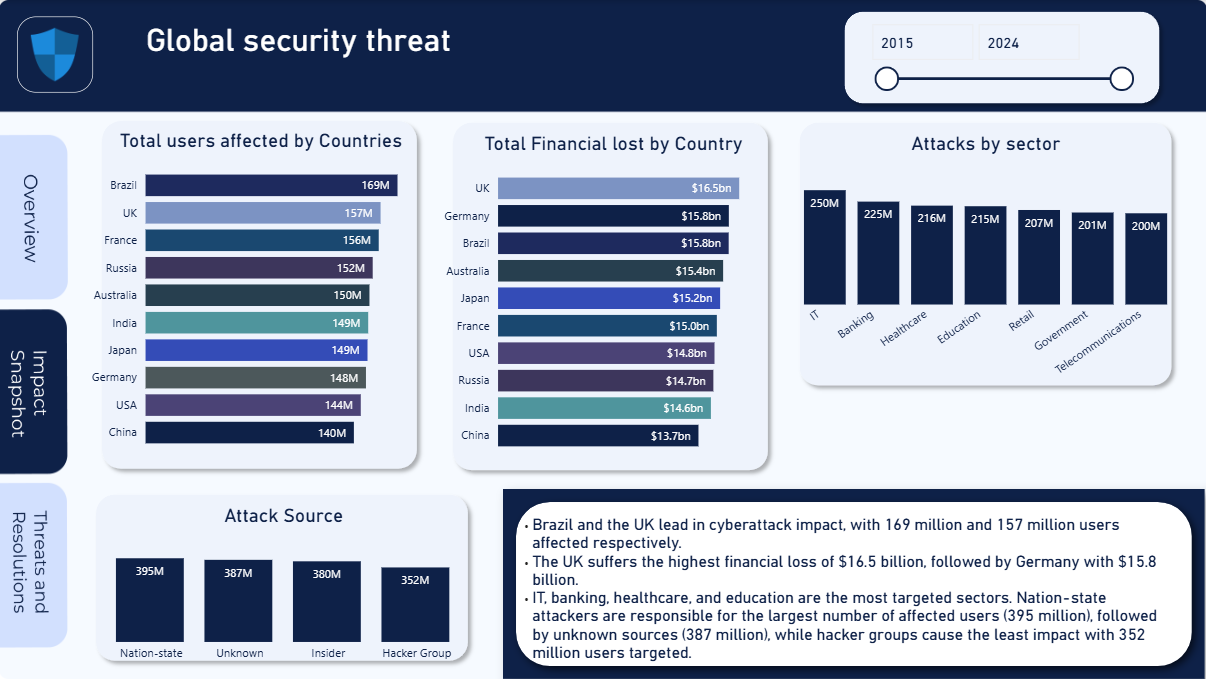 Global security threat
2015
2024
Overview
Impact
Snapshot
Threats and
Resolutions
Total users affected by Countries
Brazil 169M
UK 157M
France 156M
Russia 152M
Australia 150M
India 149M
Japan 149M
Germany 148M
USA 144M
China 140M
Total Financial lost by Country
UK $16.5bn
Germany $15.8bn
Brazil $15.8bn
Australia $15.4bn
Japan $15.2bn
France $15.0bn
USA $14.8bn
Russia $14.7bn
India $14.6bn
China $13.7bn
Attacks by sector
250M 225M 216M 215M 207M 201M 200M
IT Banking Healthcare Education Retail Government Telecommunications
Attack Source
395M 387M 380M 352M
Nation-state Unknown Insider Hacker Group
• Brazil and the UK lead in cyberattack impact, with 169 million and 157 million users
affected respectively.
• The UK suffers the highest financial loss of $16.5 billion, followed by Germany with $15.8
billion.
• IT, banking, healthcare, and education are the most targeted sectors. Nation-state
attackers are responsible for the largest number of affected users (395 million), followed
by unknown sources (387 million), while hacker groups cause the least impact with 352
million users targeted.